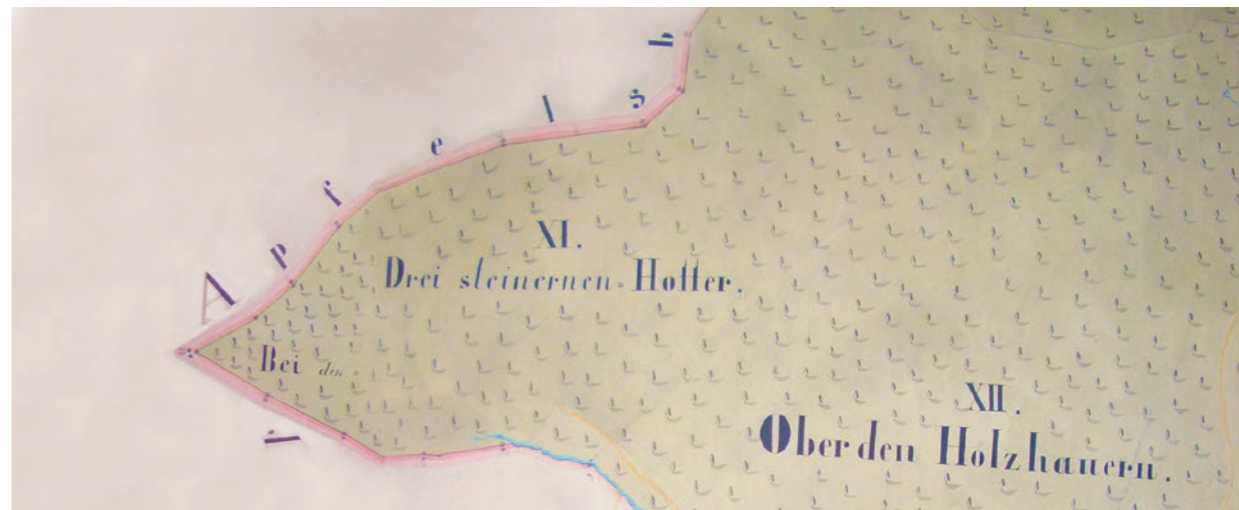 A p f e l s b
XI.
Drei steinernen=Hotter.
Bei den =
XII.
Ober den Holzhauern.